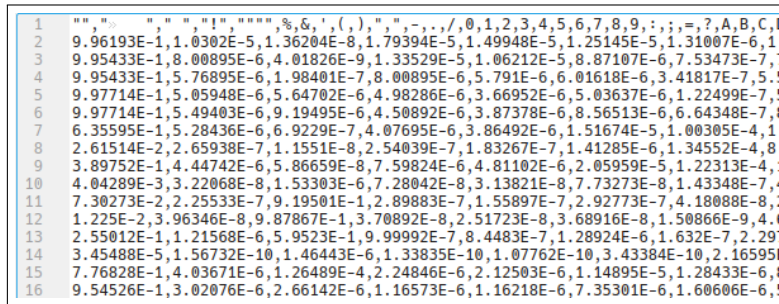 1 "","»    "," ","!","""",%,&,',(,),",",-,.,/,0,1,2,3,4,5,6,7,8,9,:,;,=,?,A,B,C,
2 9.96193E-1,1.0302E-5,1.36204E-8,1.79394E-5,1.49948E-5,1.25145E-5,1.31007E-6,1
3 9.95433E-1,8.00895E-6,4.01826E-9,1.33529E-5,1.06212E-5,8.87107E-6,7.53473E-7,
4 9.95433E-1,5.76895E-6,1.98401E-7,8.00895E-6,5.791E-6,6.01618E-6,3.41817E-7,5.
5 9.97714E-1,5.05948E-6,5.64702E-6,4.98286E-6,3.66952E-6,5.03637E-6,1.22499E-7,
6 9.97714E-1,5.49403E-6,9.19495E-6,4.50892E-6,3.87378E-6,8.56513E-6,6.64348E-7,
7 6.35595E-1,5.28436E-6,6.9229E-7,4.07695E-6,3.86492E-6,1.51674E-5,1.00305E-4,1
8 2.61514E-2,2.65938E-7,1.1551E-8,2.54039E-7,1.83267E-7,1.41285E-6,1.34552E-4,8
9 3.89752E-1,4.44742E-6,5.86659E-8,7.59824E-6,4.81102E-6,2.05959E-5,1.22313E-4,
10 4.04289E-3,3.22068E-8,1.53303E-6,7.28042E-8,3.13821E-8,7.73273E-8,1.43348E-7,
11 7.30273E-2,2.25533E-7,9.19501E-1,2.89883E-7,1.55897E-7,2.92773E-7,4.18088E-8,
12 1.225E-2,3.96346E-8,9.87867E-1,3.70892E-8,2.51723E-8,3.68916E-8,1.50866E-9,4.
13 2.55012E-1,1.21568E-6,5.9523E-1,9.99992E-7,8.4483E-7,1.28924E-6,1.632E-7,2.29
14 3.45488E-5,1.56732E-10,1.46443E-6,1.33835E-10,1.07762E-10,3.43384E-10,2.16595
15 7.76828E-1,4.03671E-6,1.26489E-4,2.24846E-6,2.12503E-6,1.14895E-5,1.28433E-6,
16 9.54526E-1,3.02076E-6,2.66142E-6,1.16573E-6,1.16218E-6,7.35301E-6,1.60606E-6,